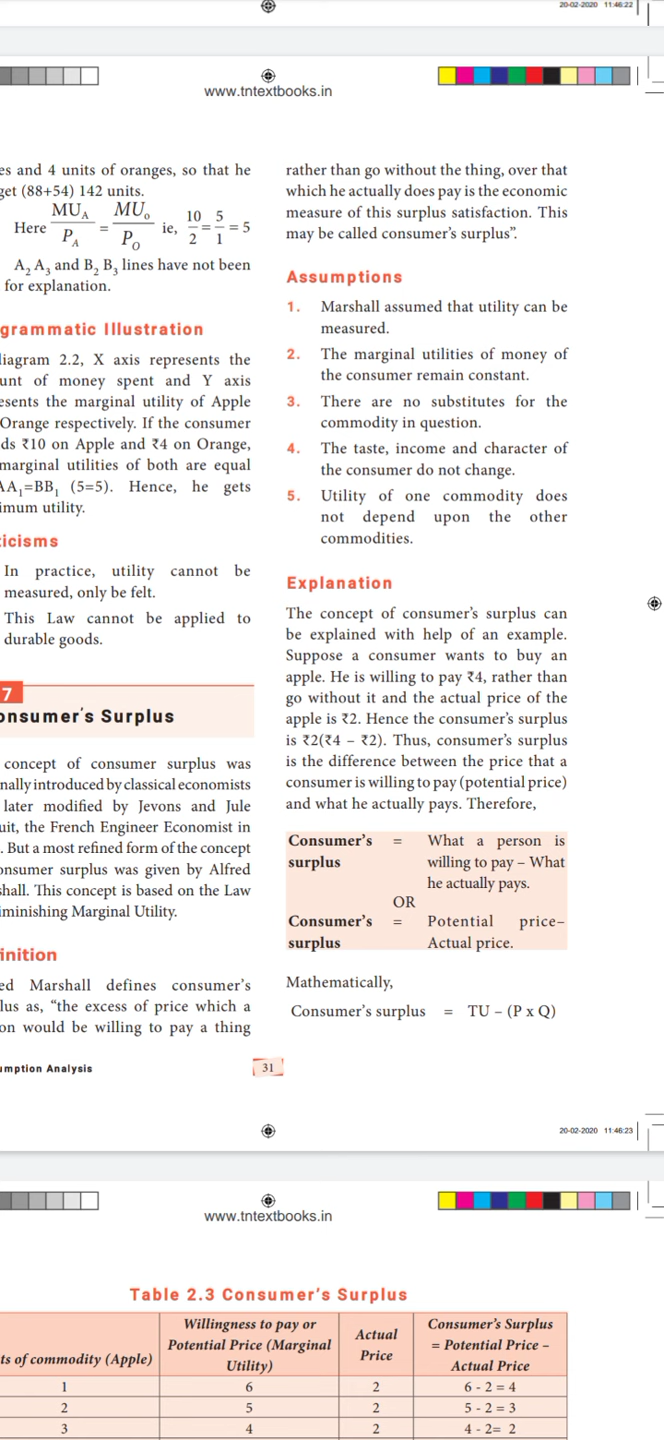 20-02-2020 11:46:22
www.tntextbooks.in
es and 4 units of oranges, so that he
get (88+54) 142 units.
Here MU_A / P_A = MU_o / P_O ie, 10/2 = 5/1 = 5
A₂ A₃ and B₂ B₃ lines have not been
for explanation.
grammatic Illustration
diagram 2.2, X axis represents the
unt of money spent and Y axis
esents the marginal utility of Apple
Orange respectively. If the consumer
ds ₹10 on Apple and ₹4 on Orange,
marginal utilities of both are equal
AA₁=BB₁ (5=5). Hence, he gets
imum utility.
ticisms
In practice, utility cannot be
measured, only be felt.
This Law cannot be applied to
durable goods.
7
onsumer's Surplus
concept of consumer surplus was
nally introduced by classical economists
later modified by Jevons and Jule
uit, the French Engineer Economist in
. But a most refined form of the concept
onsumer surplus was given by Alfred
shall. This concept is based on the Law
iminishing Marginal Utility.
inition
ed Marshall defines consumer's
lus as, "the excess of price which a
on would be willing to pay a thing
rather than go without the thing, over that
which he actually does pay is the economic
measure of this surplus satisfaction. This
may be called consumer's surplus".
Assumptions
1. Marshall assumed that utility can be
measured.
2. The marginal utilities of money of
the consumer remain constant.
3. There are no substitutes for the
commodity in question.
4. The taste, income and character of
the consumer do not change.
5. Utility of one commodity does
not depend upon the other
commodities.
Explanation
The concept of consumer's surplus can
be explained with help of an example.
Suppose a consumer wants to buy an
apple. He is willing to pay ₹4, rather than
go without it and the actual price of the
apple is ₹2. Hence the consumer's surplus
is ₹2(₹4 – ₹2). Thus, consumer's surplus
is the difference between the price that a
consumer is willing to pay (potential price)
and what he actually pays. Therefore,
Consumer's = What a person is
surplus willing to pay – What
he actually pays.
OR
Consumer's = Potential price–
surplus Actual price.
Mathematically,
Consumer's surplus = TU – (P x Q)
umption Analysis
31
20-02-2020 11:46:23
www.tntextbooks.in
Table 2.3 Consumer's Surplus
ts of commodity (Apple) Willingness to pay or Potential Price (Marginal Utility) Actual Price Consumer's Surplus = Potential Price – Actual Price
1 6 2 6 - 2 = 4
2 5 2 5 - 2 = 3
3 4 2 4 - 2= 2